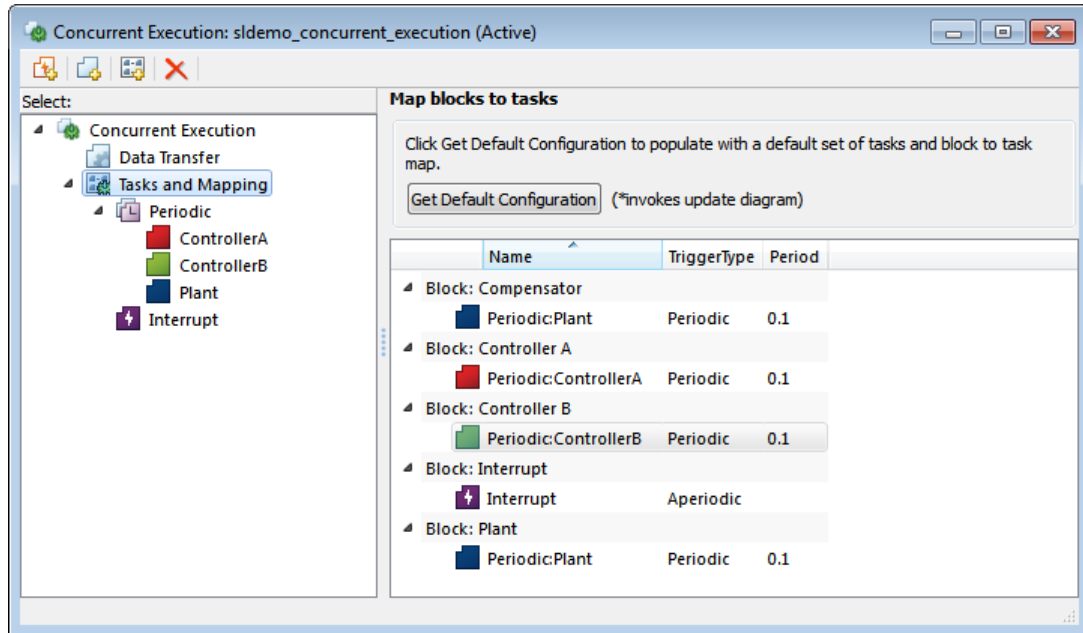 Concurrent Execution: sldemo_concurrent_execution (Active)
Select:
Concurrent Execution
Data Transfer
Tasks and Mapping
Periodic
ControllerA
ControllerB
Plant
Interrupt
Map blocks to tasks
Click Get Default Configuration to populate with a default set of tasks and block to task
map.
Get Default Configuration (*invokes update diagram)
Name TriggerType Period
Block: Compensator
Periodic:Plant Periodic 0.1
Block: Controller A
Periodic:ControllerA Periodic 0.1
Block: Controller B
Periodic:ControllerB Periodic 0.1
Block: Interrupt
Interrupt Aperiodic
Block: Plant
Periodic:Plant Periodic 0.1